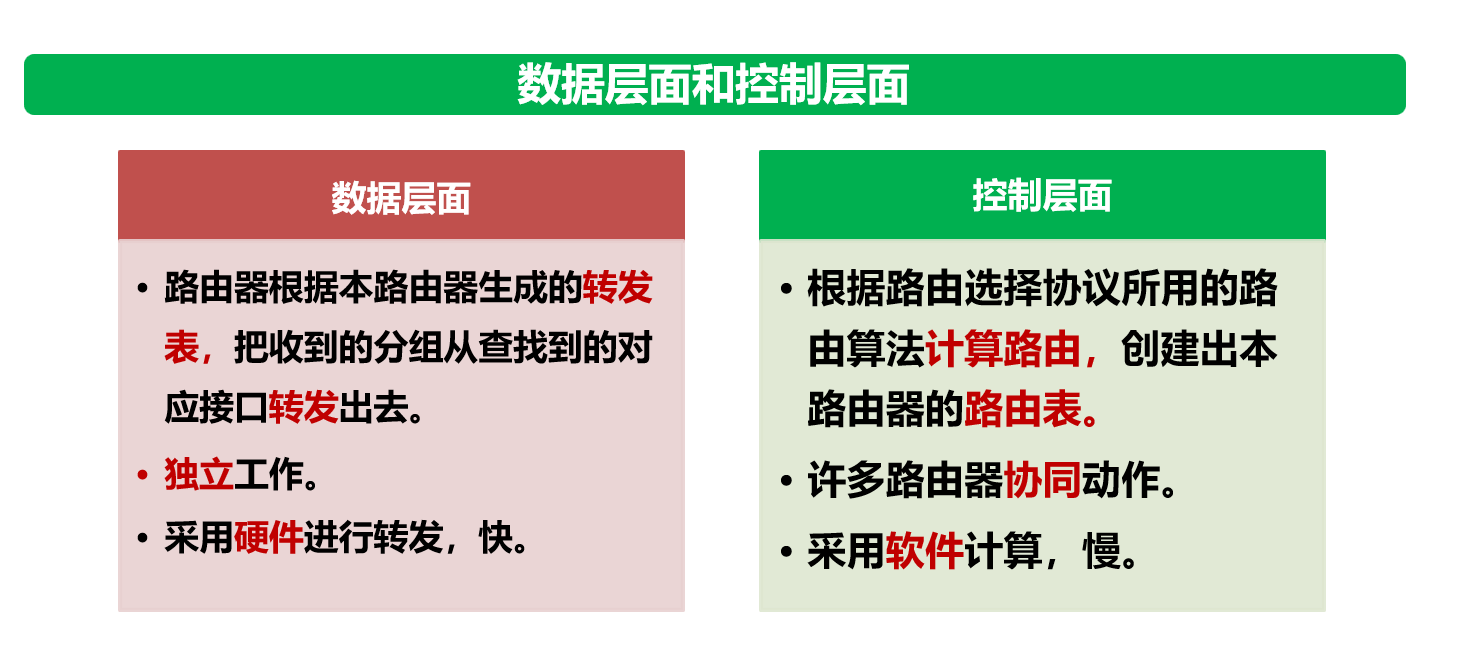 数据层面和控制层面
数据层面
• 路由器根据本路由器生成的转发
表，把收到的分组从查找到的对
应接口转发出去。
• 独立工作。
• 采用硬件进行转发，快。
控制层面
• 根据路由选择协议所用的路
由算法计算路由，创建出本
路由器的路由表。
• 许多路由器协同动作。
• 采用软件计算，慢。